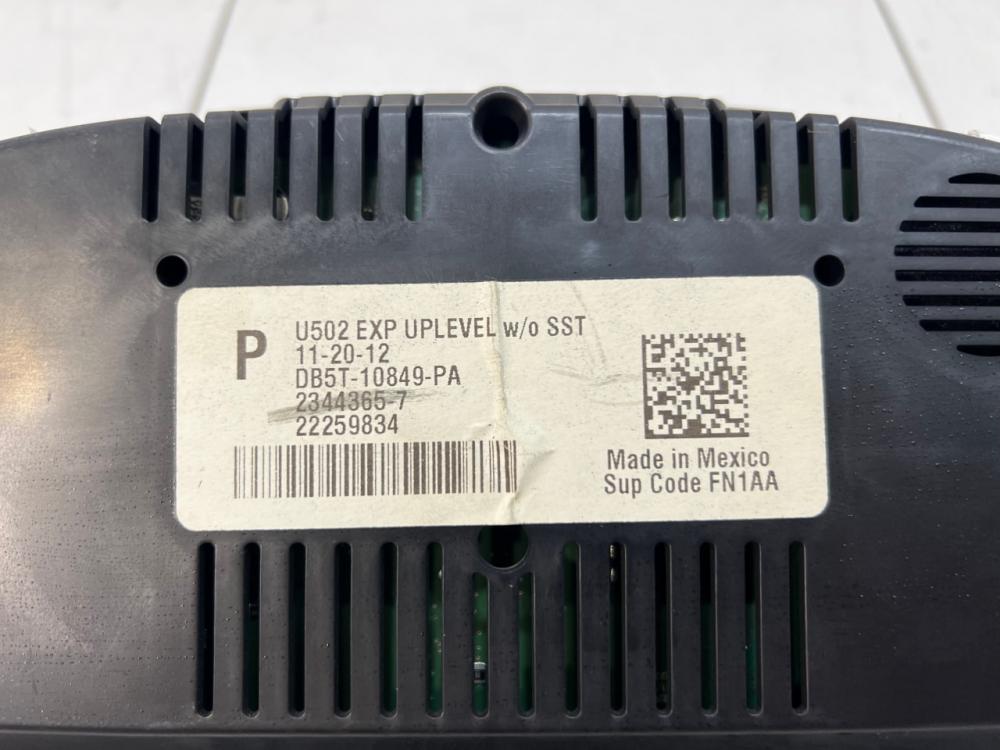 P
U502 EXP UPLEVEL w/o SST
11-20-12
DB5T-10849-PA
2344365-7
22259834
Made in Mexico
Sup Code FN1AA